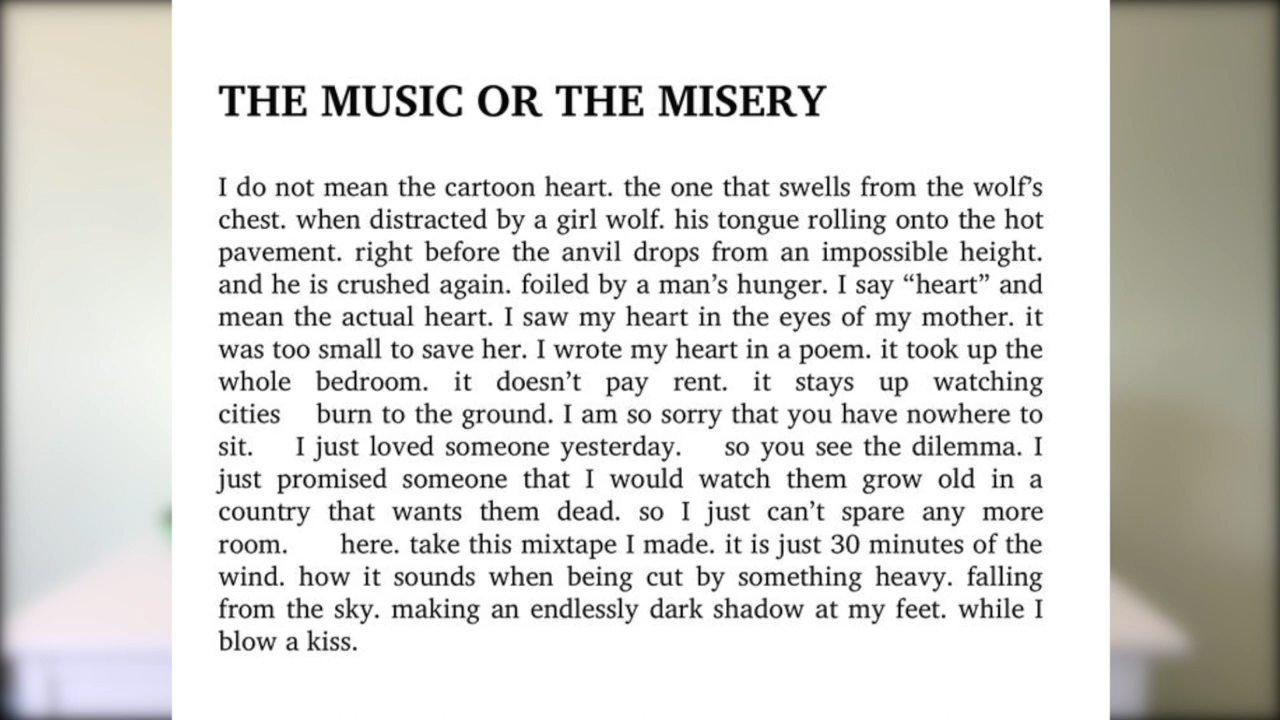 THE MUSIC OR THE MISERY
I do not mean the cartoon heart. the one that swells from the wolf’s
chest. when distracted by a girl wolf. his tongue rolling onto the hot
pavement. right before the anvil drops from an impossible height.
and he is crushed again. foiled by a man’s hunger. I say “heart” and
mean the actual heart. I saw my heart in the eyes of my mother. it
was too small to save her. I wrote my heart in a poem. it took up the
whole bedroom. it doesn’t pay rent. it stays up watching
cities burn to the ground. I am so sorry that you have nowhere to
sit. I just loved someone yesterday. so you see the dilemma. I
just promised someone that I would watch them grow old in a
country that wants them dead. so I just can’t spare any more
room. here. take this mixtape I made. it is just 30 minutes of the
wind. how it sounds when being cut by something heavy. falling
from the sky. making an endlessly dark shadow at my feet. while I
blow a kiss.